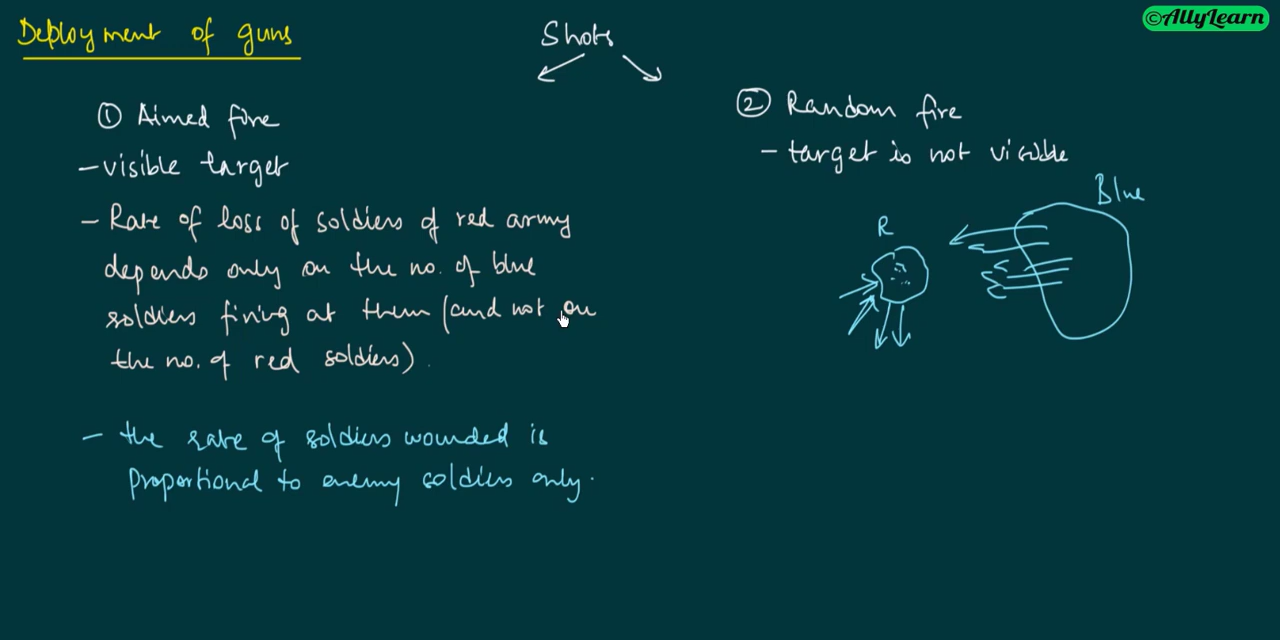 Deployment of guns
Shots
©AllyLearn
① Aimed fire
- visible target
- Rate of loss of soldiers of red army
depends only on the no. of blue
soldiers firing at them (and not on
the no. of red soldiers).
- the rate of soldiers wounded is
proportional to enemy soldiers only.
② Random fire
- target is not visible
Blue
R